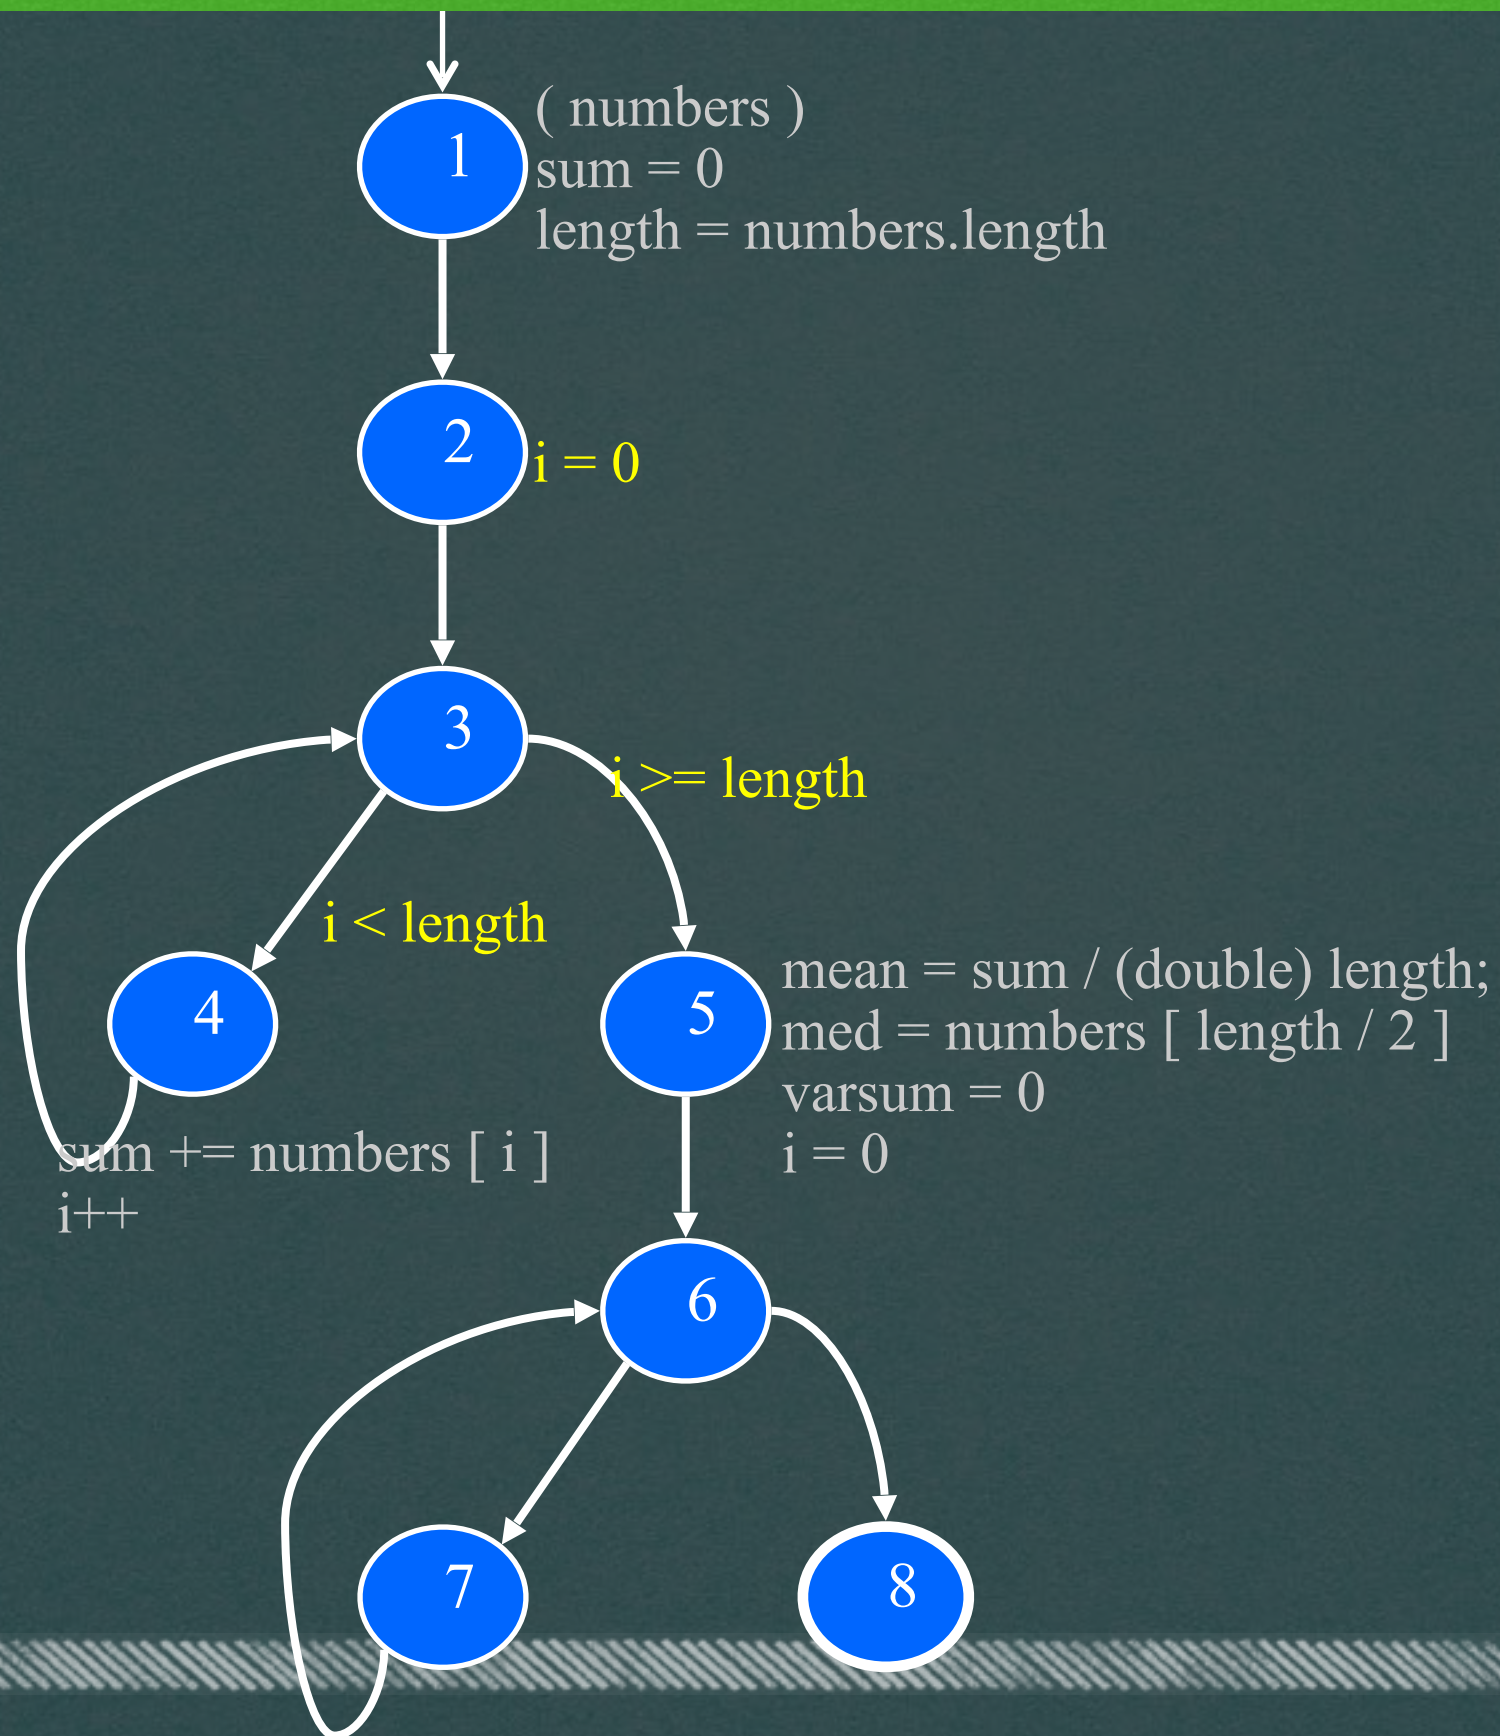 1
( numbers )
sum = 0
length = numbers.length
2
i = 0
3
i >= length
i < length
4
5
mean = sum / (double) length;
med = numbers [ length / 2 ]
varsum = 0
i = 0
sum += numbers [ i ]
i++
6
7
8